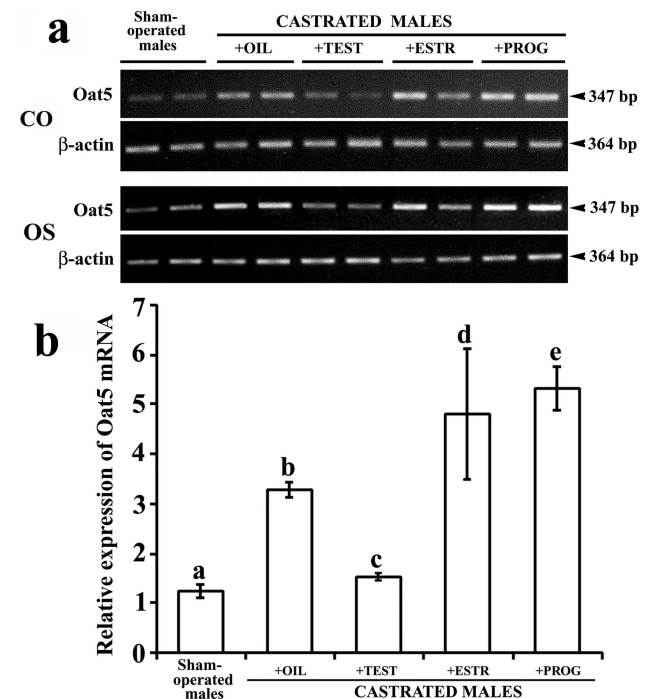 a
Sham-
operated
males
CASTRATED MALES
+OIL +TEST +ESTR +PROG
CO
Oat5
347 bp
β-actin
364 bp
OS
Oat5
347 bp
β-actin
364 bp
b
Relative expression of Oat5 mRNA
7
6
5
4
3
2
1
0
a
b
c
d
e
Sham-
operated
males
+OIL +TEST +ESTR +PROG
CASTRATED MALES